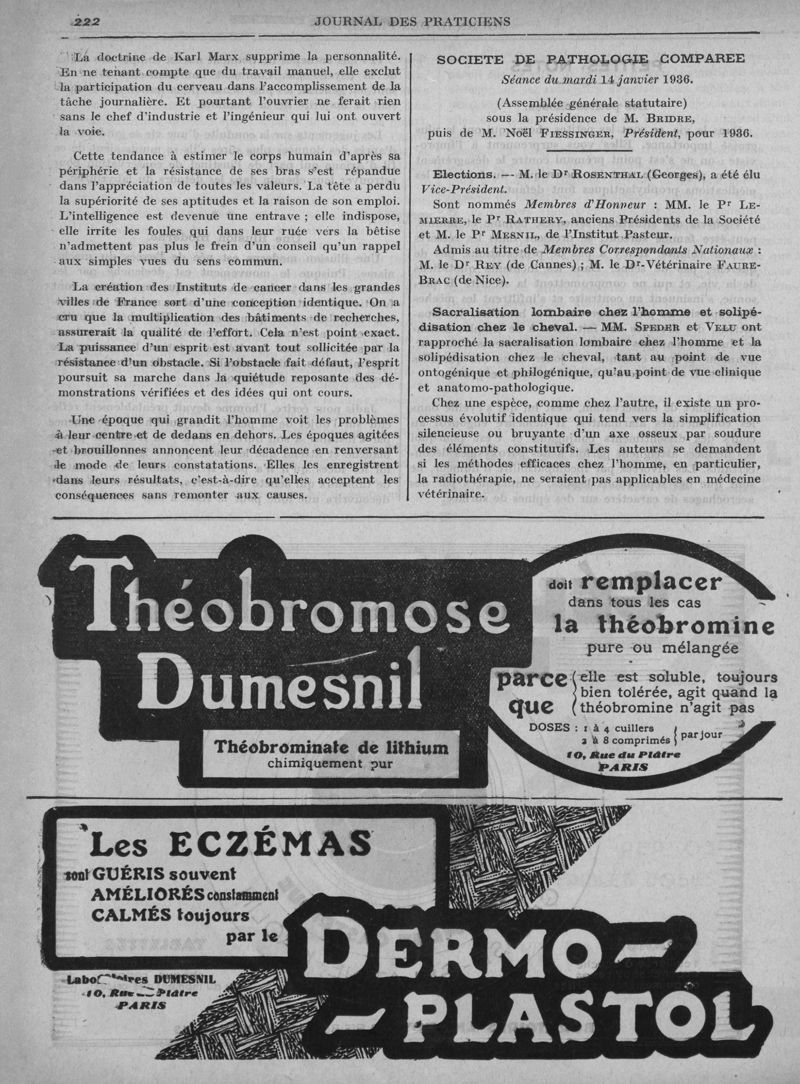 222
JOURNAL DES PRATICIENS
La doctrine de Karl Marx supprime la personnalité.
En ne tenant compte que du travail manuel, elle exclut
la participation du cerveau dans l'accomplissement de la
tâche journalière. Et pourtant l'ouvrier ne ferait rien
sans le chef d'industrie et l'ingénieur qui lui ont ouvert
la voie.
Cette tendance à estimer le corps humain d'après sa
périphérie et la résistance de ses bras s'est répandue
dans l'appréciation de toutes les valeurs. La tête a perdu
la supériorité de ses aptitudes et la raison de son emploi.
L'intelligence est devenue une entrave ; elle indispose,
elle irrite les foules qui dans leur ruée vers la bêtise
n'admettent pas plus le frein d'un conseil qu'un rappel
aux simples vues du sens commun.
La création des Instituts de cancer dans les grandes
villes de France sort d'une conception identique. On a
cru que la multiplication des bâtiments de recherches,
assurerait la qualité de l'effort. Cela n'est point exact.
La puissance d'un esprit est avant tout sollicitée par la
résistance d'un obstacle. Si l'obstacle fait défaut, l'esprit
poursuit sa marche dans la quiétude reposante des dé-
monstrations vérifiées et des idées qui ont cours.
Une époque qui grandit l'homme voit les problèmes
à leur centre et de dedans en dehors. Les époques agitées
et brouillonnes annoncent leur décadence en renversant
le mode de leurs constatations. Elles les enregistrent
dans leurs résultats, c'est-à-dire qu'elles acceptent les
conséquences sans remonter aux causes.
SOCIETE DE PATHOLOGIE COMPAREE
Séance du mardi 14 janvier 1936.
(Assemblée générale statutaire)
sous la présidence de M. BRIDRE,
puis de M. Noël FIESSINGER, Président, pour 1936.
Elections. — M. le Dr ROSENTHAL (Georges), a été élu
Vice-Président.
Sont nommés Membres d'Honneur : MM. le Pr LE-
MIERRE, le Pr RATHERY, anciens Présidents de la Société
et M. le Pr MESNIL, de l'Institut Pasteur.
Admis au titre de Membres Correspondants Nationaux :
M. le Dr REY (de Cannes) ; M. le Dr-Vétérinaire FAURE-
BRAC (de Nice).
Sacralisation lombaire chez l'homme et solipé-
disation chez le cheval. — MM. SPEDER et VELU ont
rapproché la sacralisation lombaire chez l'homme et la
solipédisation chez le cheval, tant au point de vue
ontogénique et philogénique, qu'au point de vue clinique
et anatomo-pathologique.
Chez une espèce, comme chez l'autre, il existe un pro-
cessus évolutif identique qui tend vers la simplification
silencieuse ou bruyante d'un axe osseux par soudure
des éléments constitutifs. Les auteurs se demandent
si les méthodes efficaces chez l'homme, en particulier,
la radiothérapie, ne seraient pas applicables en médecine
vétérinaire.
Théobromose
Dumesnil
Théobrominate de lithium
chimiquement pur
doit remplacer
dans tous les cas
la théobromine
pure ou mélangée
parce que
elle est soluble, toujours
bien tolérée, agit quand la
théobromine n'agit pas
DOSES : 1 à 4 cuillers
2 à 8 comprimés
par jour
10, Rue du Plâtre
PARIS
Les ECZÉMAS
sont GUÉRIS souvent
AMÉLIORÉS constamment
CALMÉS toujours
par le
DERMO-
PLASTOL
Laboratoires DUMESNIL
10, Rue du Plâtre
PARIS